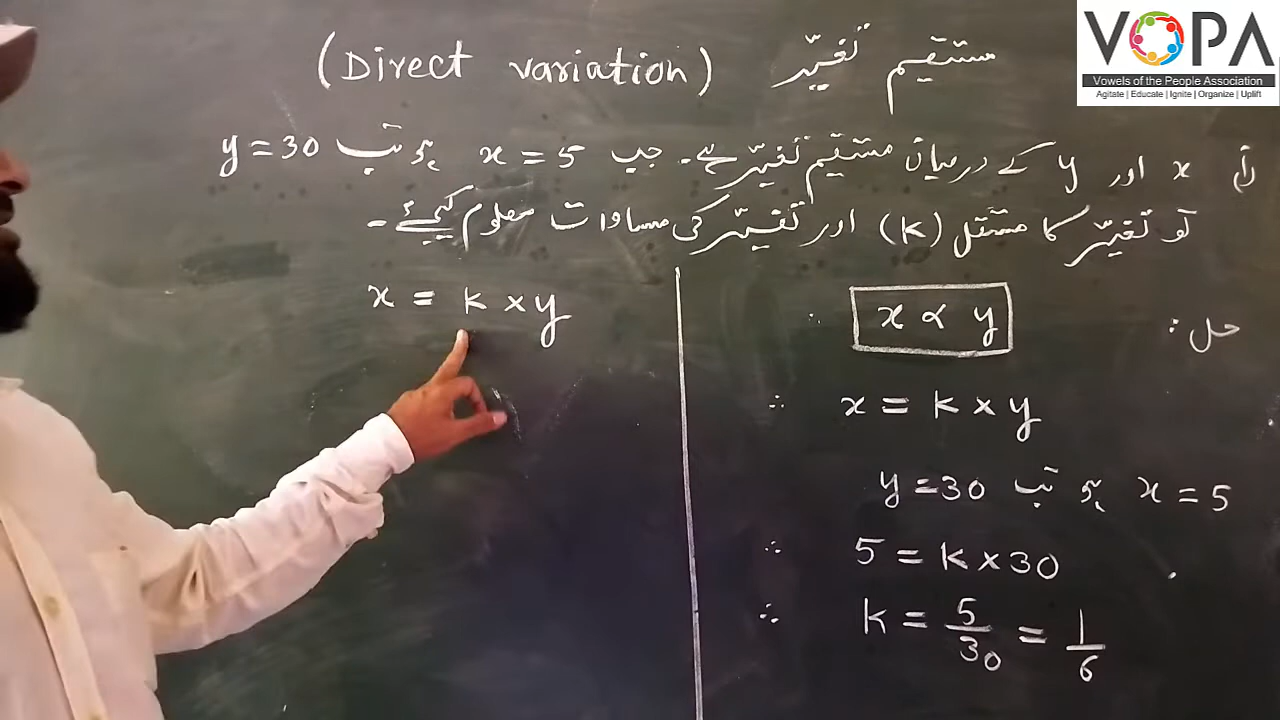 VOPA
Vowels of the People Association
Agitate | Educate | Ignite | Organize | Uplift
مستقیم تغیّر (Direct variation)
x اور y کے درمیان مستقیم تغیّر ہے۔ جب x = 5 ہو تب y = 30
تو تغیّر کا مستقل (k) اور تغیّر کی مساوات معلوم کیجئے -
حل :
∴ x ∝ y
∴ x = k × y
x = 5 ہو تب y = 30
∴ 5 = k × 30
∴ k = 5/30 = 1/6
x = k × y